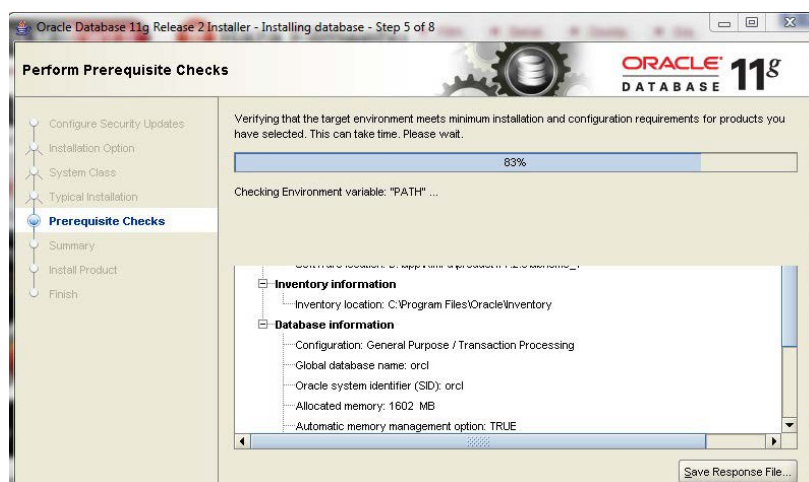 Oracle Database 11g Release 2 Installer - Installing database - Step 5 of 8
Perform Prerequisite Checks
ORACLE
DATABASE 11g
Configure Security Updates
Installation Option
System Class
Typical Installation
Prerequisite Checks
Summary
Install Product
Finish
Verifying that the target environment meets minimum installation and configuration requirements for products you
have selected. This can take time. Please wait.
83%
Checking Environment variable: "PATH" ...
Inventory information
Inventory location: C:\Program Files\Oracle\Inventory
Database information
Configuration: General Purpose / Transaction Processing
Global database name: orcl
Oracle system identifier (SID): orcl
Allocated memory: 1602 MB
Automatic memory management option: TRUE
Save Response File...